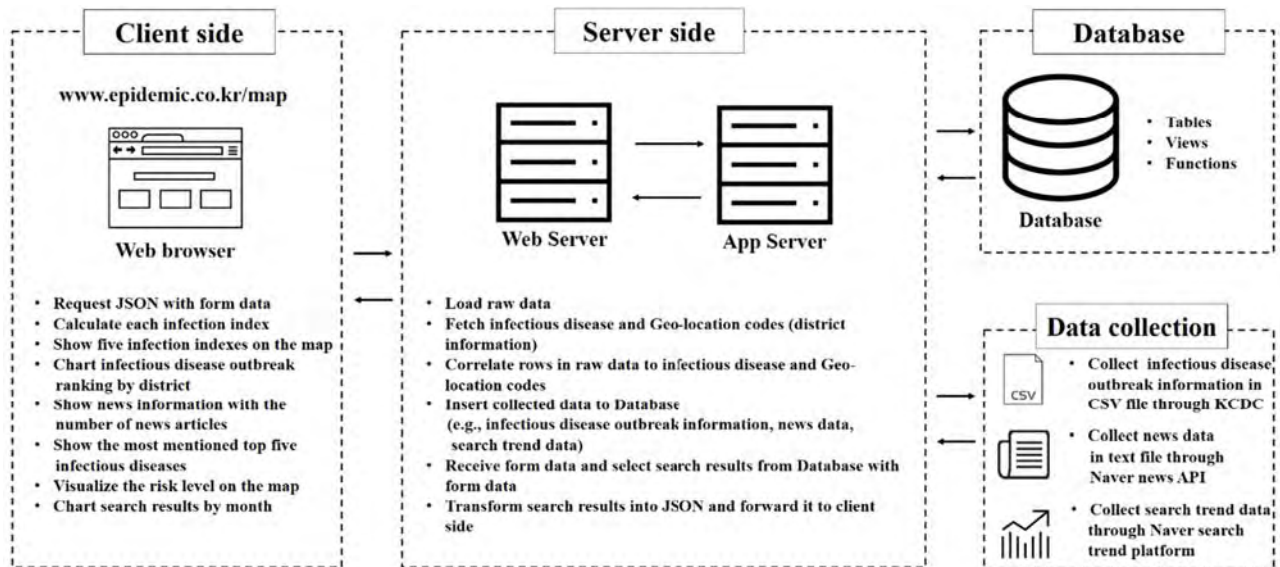 Client side
www.epidemic.co.kr/map
Web browser
• Request JSON with form data
• Calculate each infection index
• Show five infection indexes on the map
• Chart infectious disease outbreak
ranking by district
• Show news information with the
number of news articles
• Show the most mentioned top five
infectious diseases
• Visualize the risk level on the map
• Chart search results by month
Server side
Web Server
App Server
• Load raw data
• Fetch infectious disease and Geo-location codes (district
information)
• Correlate rows in raw data to infectious disease and Geo-
location codes
• Insert collected data to Database
(e.g., infectious disease outbreak information, news data,
search trend data)
• Receive form data and select search results from Database with
form data
• Transform search results into JSON and forward it to client
side
Database
• Tables
• Views
• Functions
Database
Data collection
CSV
• Collect infectious disease
outbreak information in
CSV file through KCDC
• Collect news data
in text file through
Naver news API
• Collect search trend data
through Naver search
trend platform